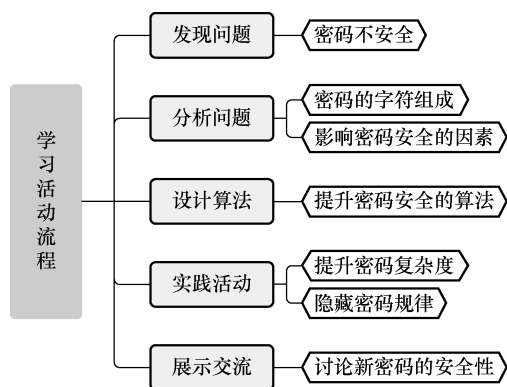 学习活动流程
发现问题
密码不安全
分析问题
密码的字符组成
影响密码安全的因素
设计算法
提升密码安全的算法
实践活动
提升密码复杂度
隐藏密码规律
展示交流
讨论新密码的安全性